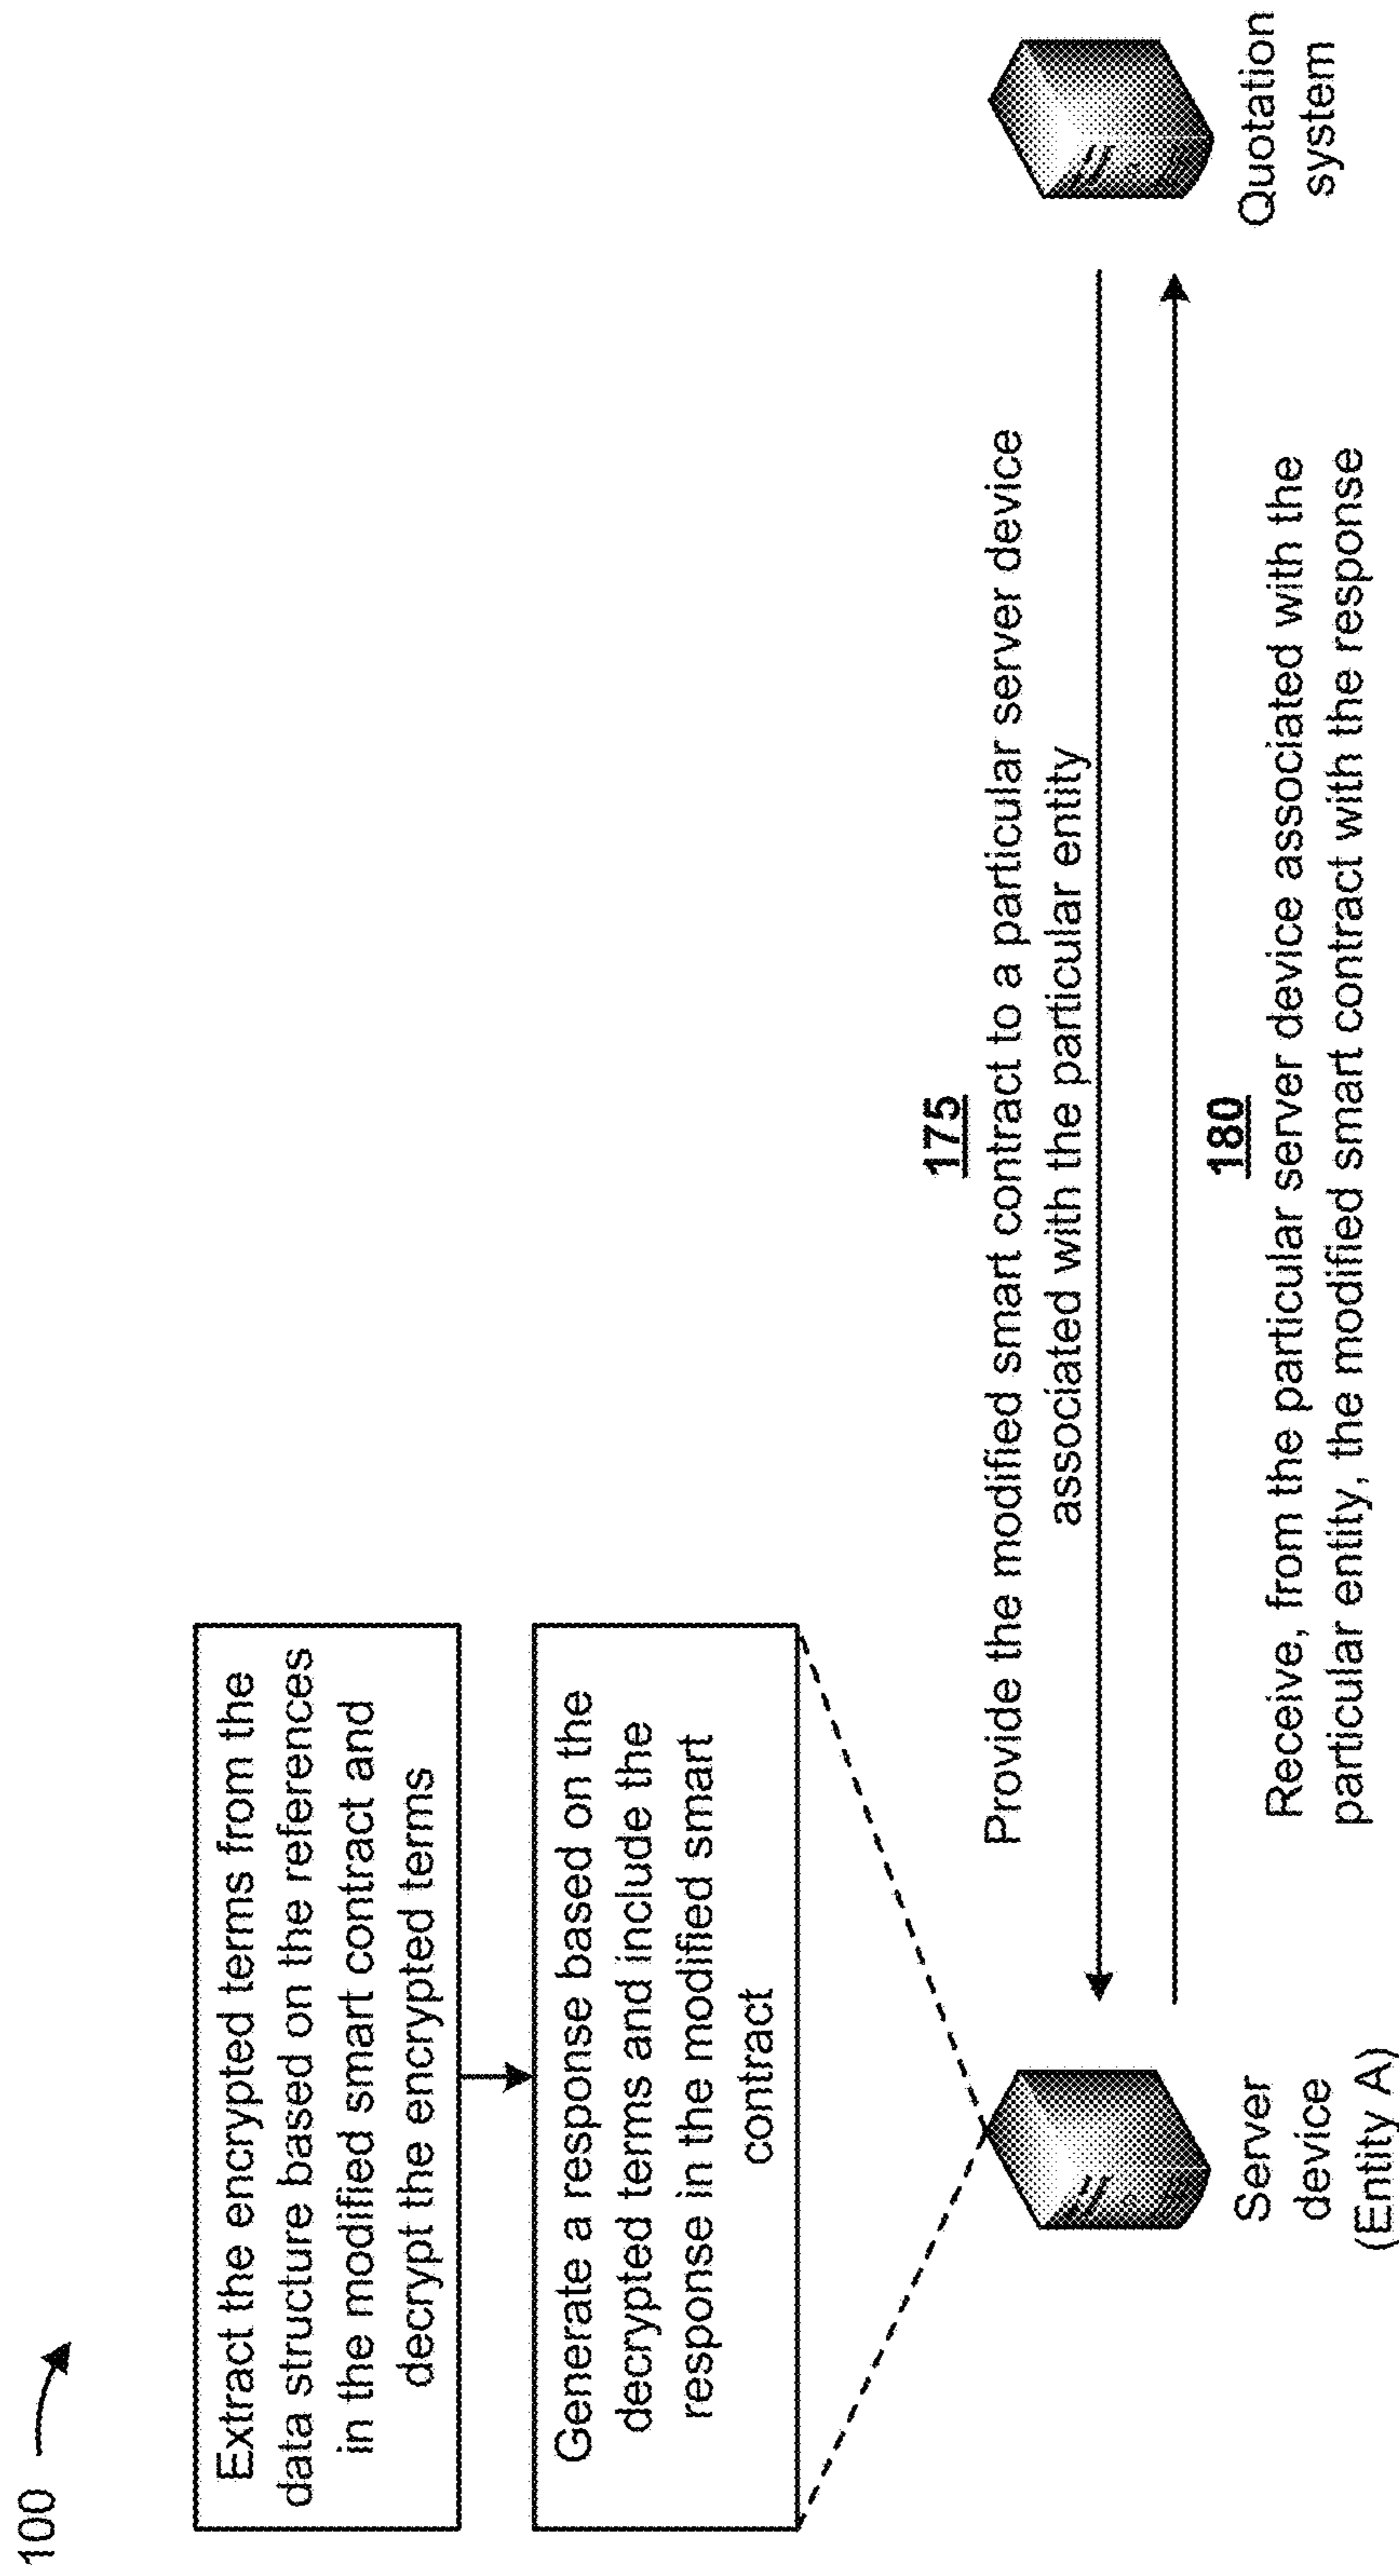 100
Extract the encrypted terms from the
data structure based on the references
in the modified smart contract and
decrypt the encrypted terms
Generate a response based on the
decrypted terms and include the
response in the modified smart
contract
175
Provide the modified smart contract to a particular server device
associated with the particular entity
180
Receive, from the particular server device associated with the
particular entity, the modified smart contract with the response
Server
device
(Entity A)
Quotation
system